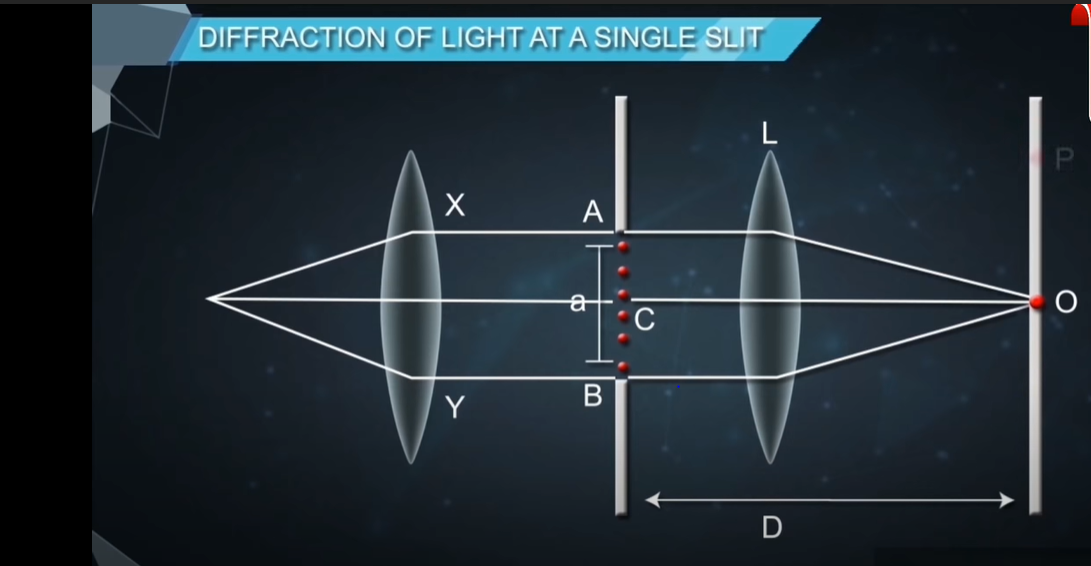 DIFFRACTION OF LIGHT AT A SINGLE SLIT
L
P
X
A
a
C
O
Y
B
D